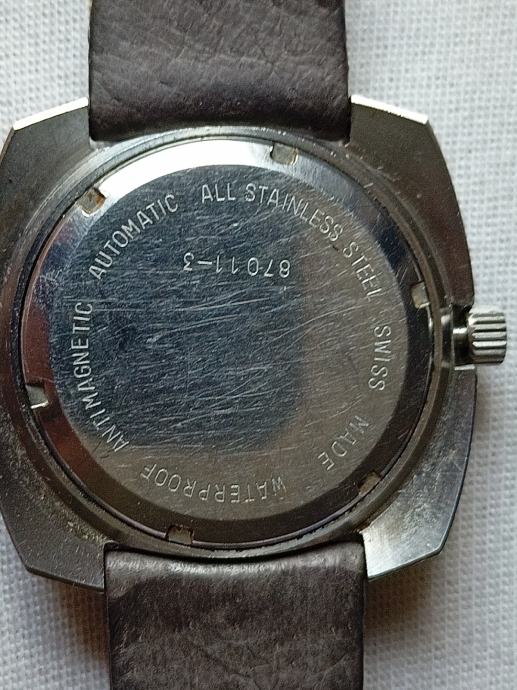 ALL STAINLESS STEEL SWISS MADE WATERPROOF ANTIMAGNETIC AUTOMATIC
87011-3